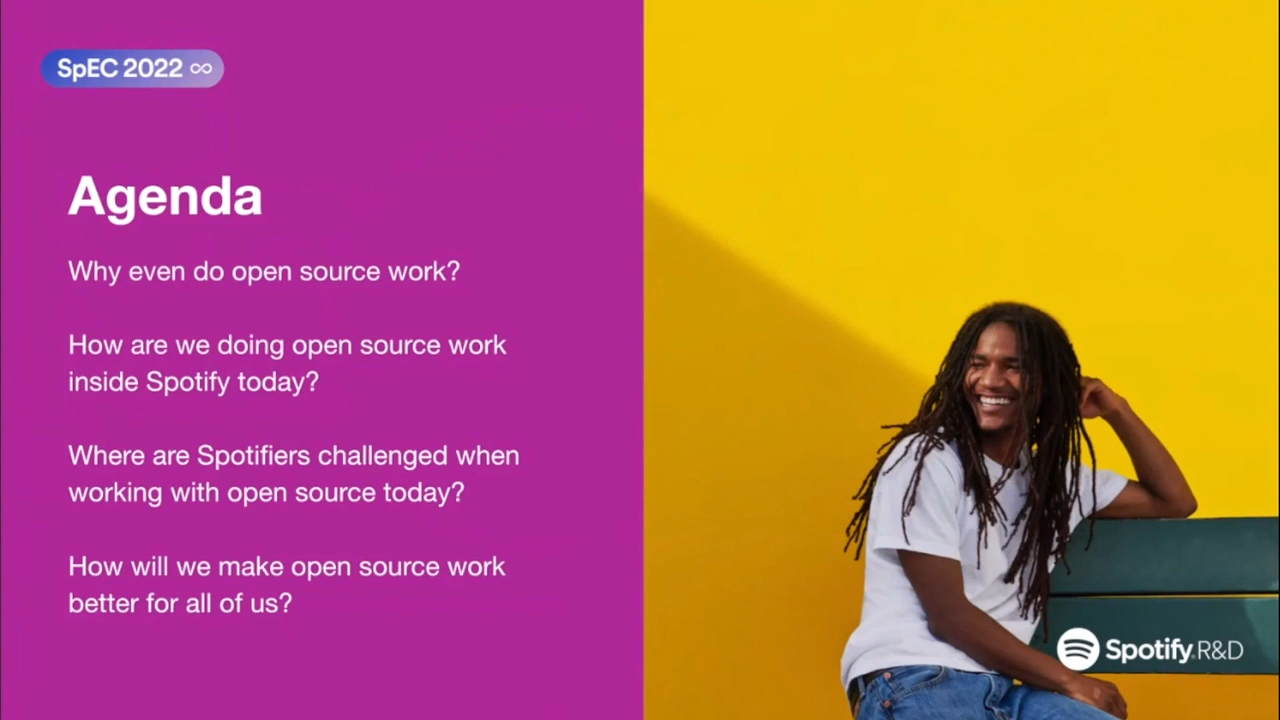 SpEC 2022 ∞
Agenda
Why even do open source work?
How are we doing open source work
inside Spotify today?
Where are Spotifiers challenged when
working with open source today?
How will we make open source work
better for all of us?
Spotify R&D